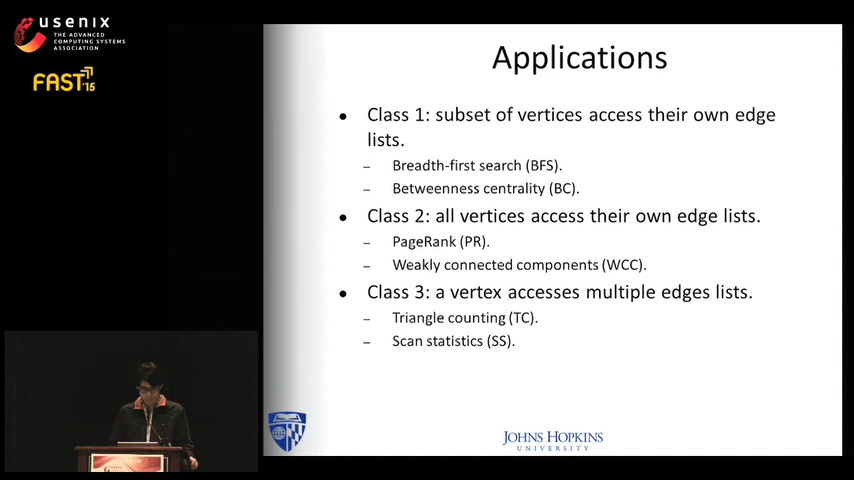 usenix
THE ADVANCED
COMPUTING SYSTEMS
ASSOCIATION
FAST'15
Applications
• Class 1: subset of vertices access their own edge
lists.
– Breadth-first search (BFS).
– Betweenness centrality (BC).
• Class 2: all vertices access their own edge lists.
– PageRank (PR).
– Weakly connected components (WCC).
• Class 3: a vertex accesses multiple edges lists.
– Triangle counting (TC).
– Scan statistics (SS).
JOHNS HOPKINS
UNIVERSITY